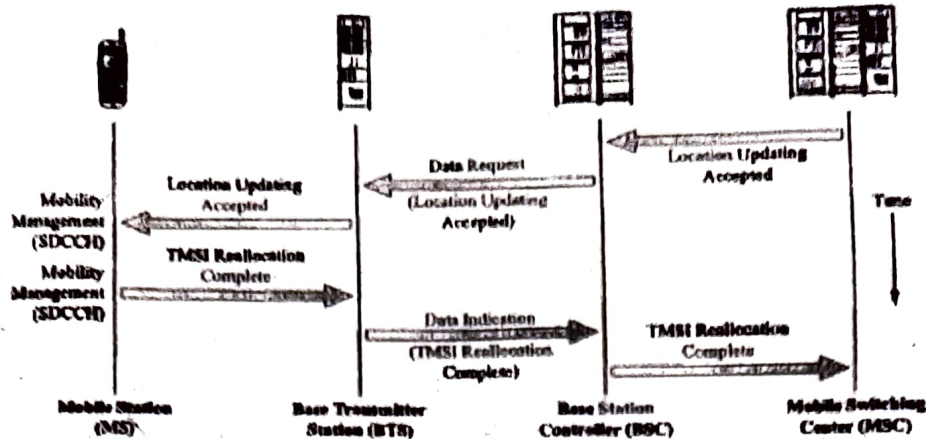 Location Updating
Accepted
Data Request
(Location Updating
Accepted)
Location Updating
Accepted
Mobility
Management
(SDCCH)
Time
TMSI Reallocation
Complete
Mobility
Management
(SDCCH)
Data Indication
(TMSI Reallocation
Complete)
TMSI Reallocation
Complete
Mobile Station
(MS)
Base Transmitter
Station (BTS)
Base Station
Controller (BSC)
Mobile Switching
Center (MSC)